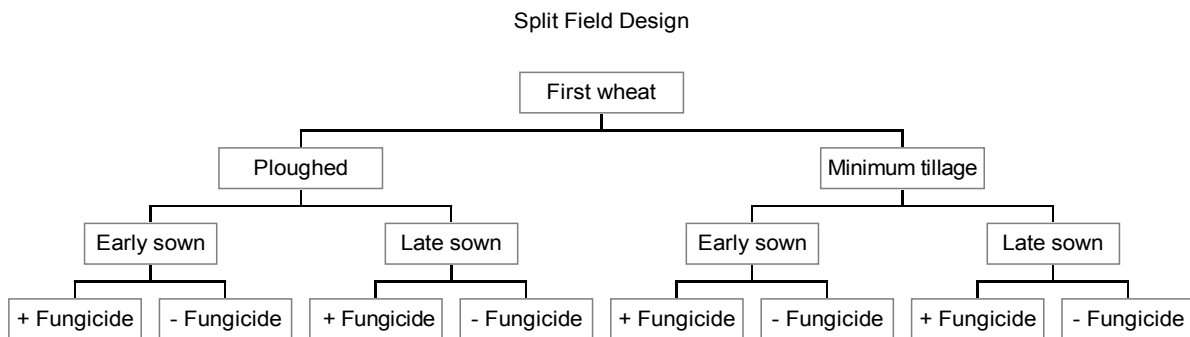 Split Field Design
First wheat
Ploughed
Minimum tillage
Early sown
Late sown
Early sown
Late sown
+ Fungicide
- Fungicide
+ Fungicide
- Fungicide
+ Fungicide
- Fungicide
+ Fungicide
- Fungicide